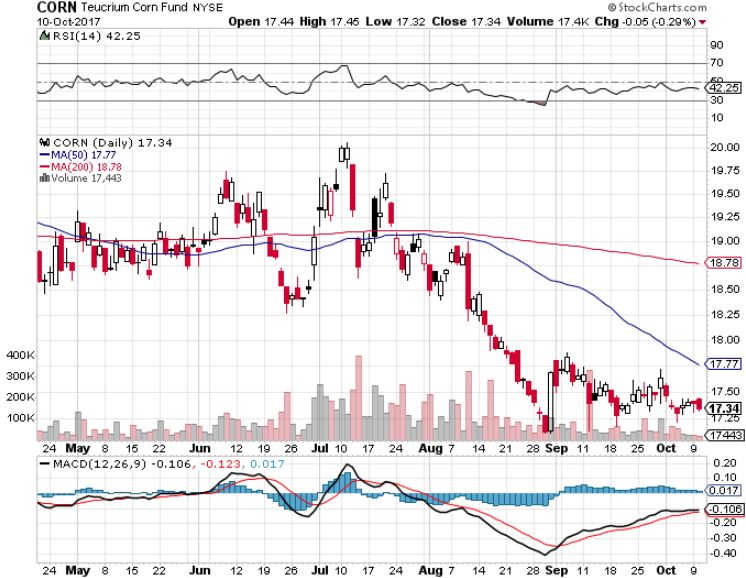 CORN Teucrium Corn Fund NYSE © StockCharts.com
10-Oct-2017 Open 17.44 High 17.45 Low 17.32 Close 17.34 Volume 17.4K Chg -0.05 (-0.29%)
RSI(14) 42.25
90
70
50
42.25
30
10
CORN (Daily) 17.34
MA(50) 17.77
MA(200) 18.78
Volume 17,443
20.00
19.75
19.50
19.25
19.00
18.78
18.50
18.25
18.00
17.77
17.50
17.34
17.25
17443
400K
300K
200K
100K
24 May 8 15 22 Jun 12 19 26 Jul 10 17 24 Aug 14 21 28 Sep 11 18 25 Oct 9
MACD(12,26,9) -0.106, -0.123, 0.017
0.20
0.10
0.017
-0.106
-0.20
-0.30
-0.40
24 May 8 15 22 Jun 12 19 26 Jul 10 17 24 Aug 14 21 28 Sep 11 18 25 Oct 9